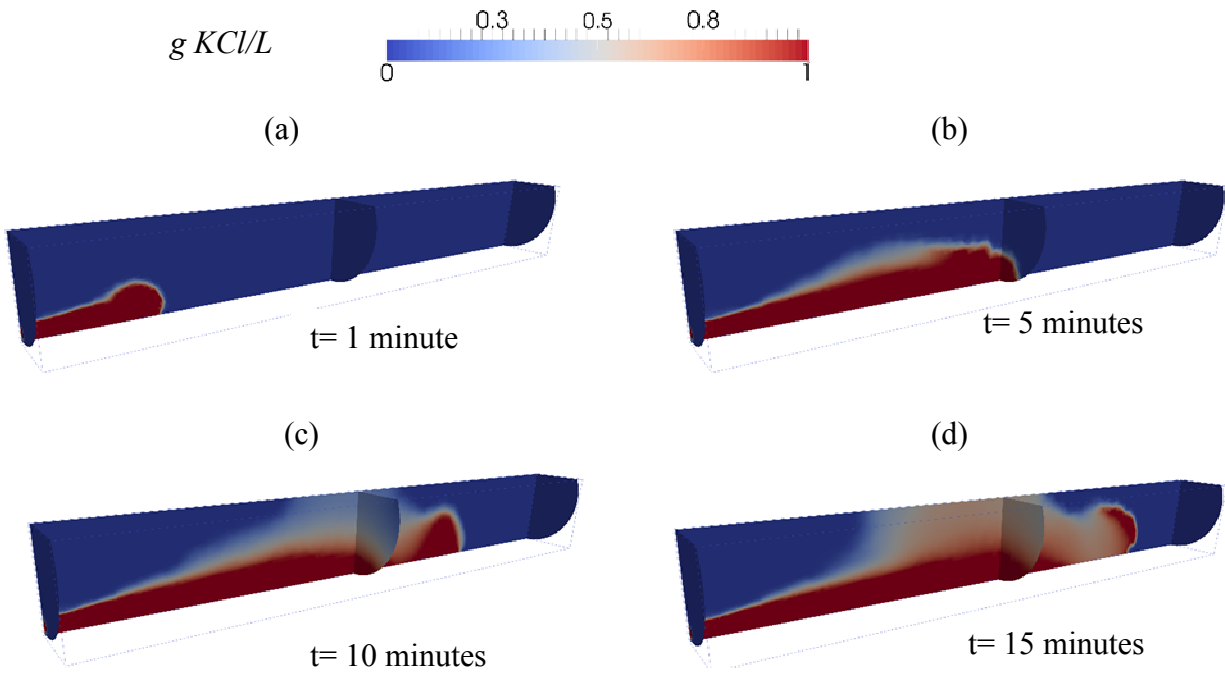 0.3 0.5 0.8
g KCl/L
0 1
(a) (b)
t= 1 minute t= 5 minutes
(c) (d)
t= 10 minutes t= 15 minutes